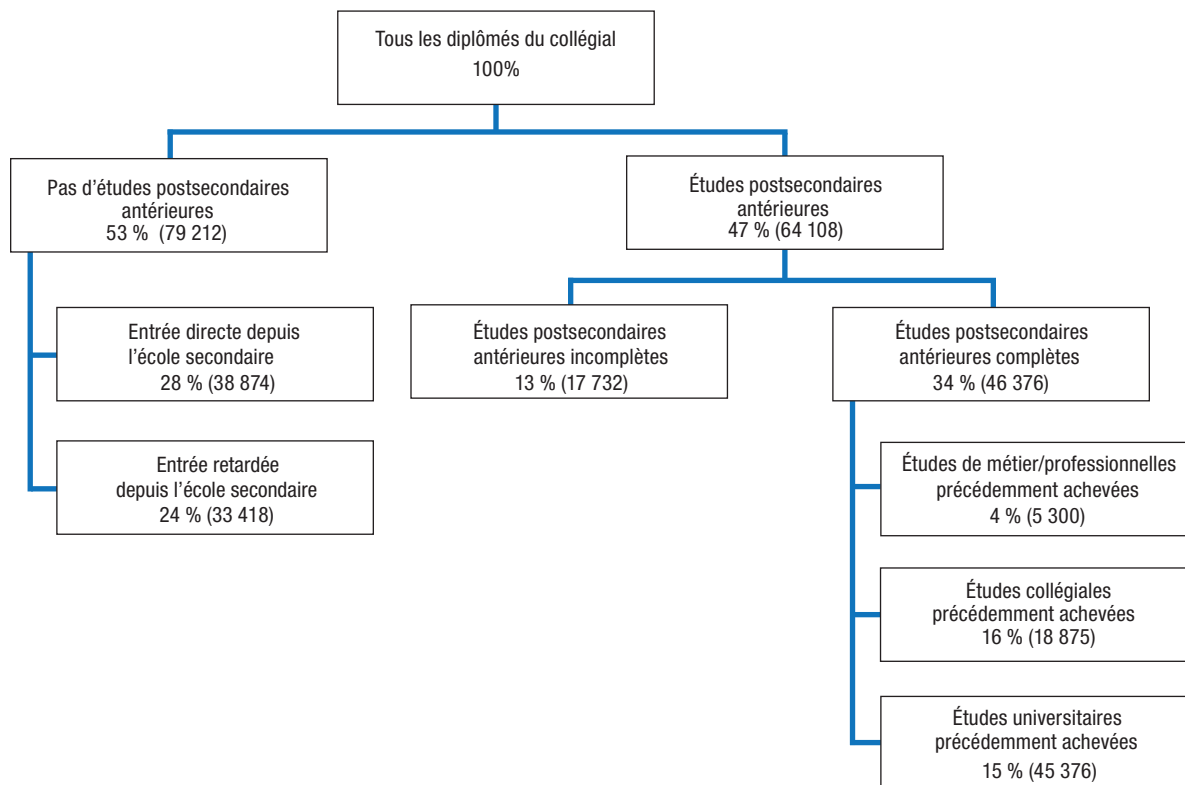 Tous les diplômés du collégial
100%
Pas d’études postsecondaires
antérieures
53 % (79 212)
Études postsecondaires
antérieures
47 % (64 108)
Entrée directe depuis
l’école secondaire
28 % (38 874)
Entrée retardée
depuis l’école secondaire
24 % (33 418)
Études postsecondaires
antérieures incomplètes
13 % (17 732)
Études postsecondaires
antérieures complètes
34 % (46 376)
Études de métier/professionnelles
précédemment achevées
4 % (5 300)
Études collégiales
précédemment achevées
16 % (18 875)
Études universitaires
précédemment achevées
15 % (45 376)